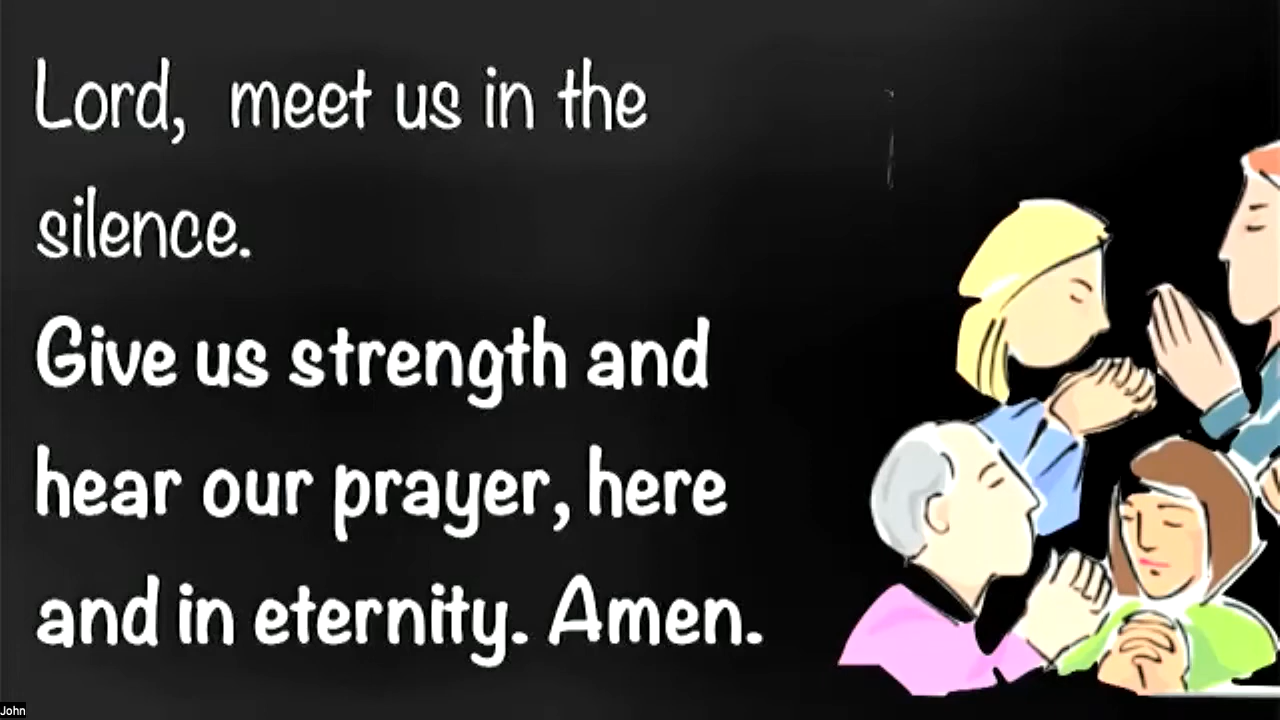 Lord,  meet us in the
silence.
Give us strength and
hear our prayer, here
and in eternity. Amen.
John